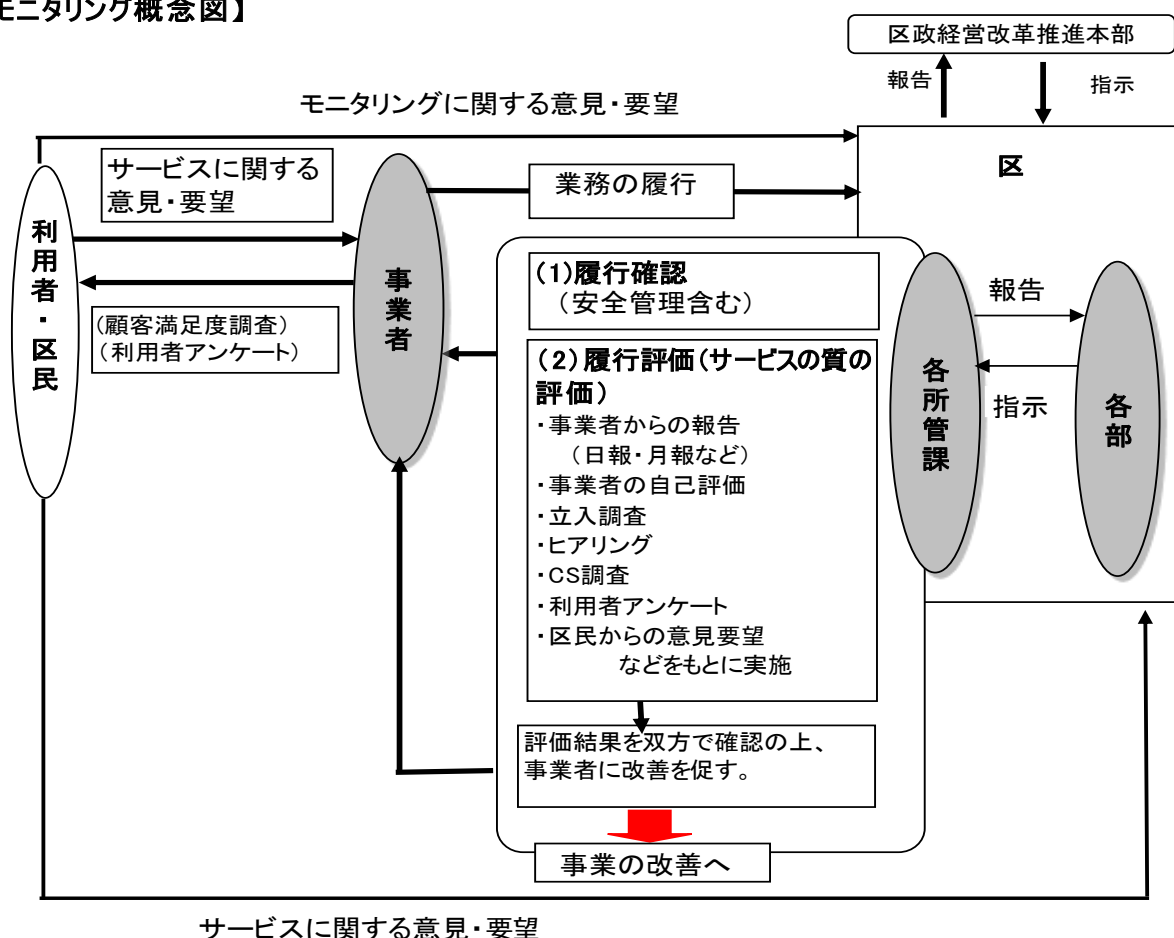 モニタリング概念図】
区政経営改革推進本部
報告
指示
モニタリングに関する意見・要望
区
サービスに関する
意見・要望
業務の履行
利用者・区民
事業者
(顧客満足度調査)
(利用者アンケート)
(1)履行確認
（安全管理含む）
(2)履行評価(サービスの質の
評価)
・事業者からの報告
（日報・月報など）
・事業者の自己評価
・立入調査
・ヒアリング
・CS調査
・利用者アンケート
・区民からの意見要望
などをもとに実施
各所管課
報告
指示
各部
評価結果を双方で確認の上、
事業者に改善を促す。
事業の改善へ
サービスに関する意見・要望